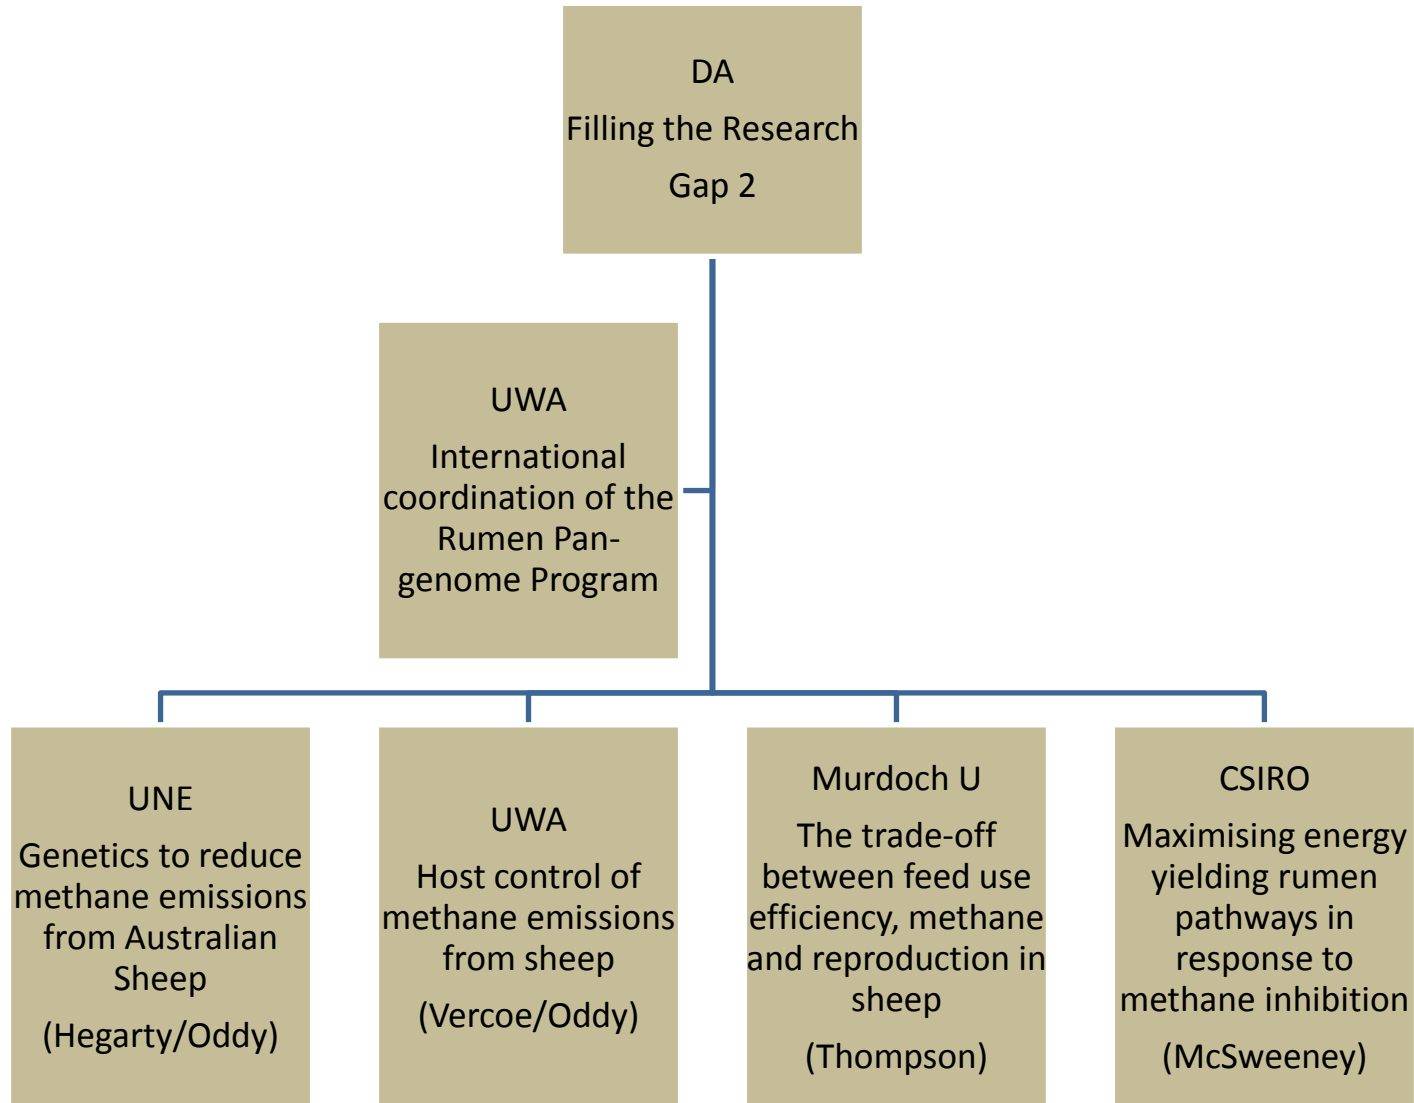 DA
Filling the Research
Gap 2
UWA
International
coordination of the
Rumen Pan-
genome Program
UNE
Genetics to reduce
methane emissions
from Australian
Sheep
(Hegarty/Oddy)
UWA
Host control of
methane emissions
from sheep
(Vercoe/Oddy)
Murdoch U
The trade-off
between feed use
efficiency, methane
and reproduction in
sheep
(Thompson)
CSIRO
Maximising energy
yielding rumen
pathways in
response to
methane inhibition
(McSweeney)